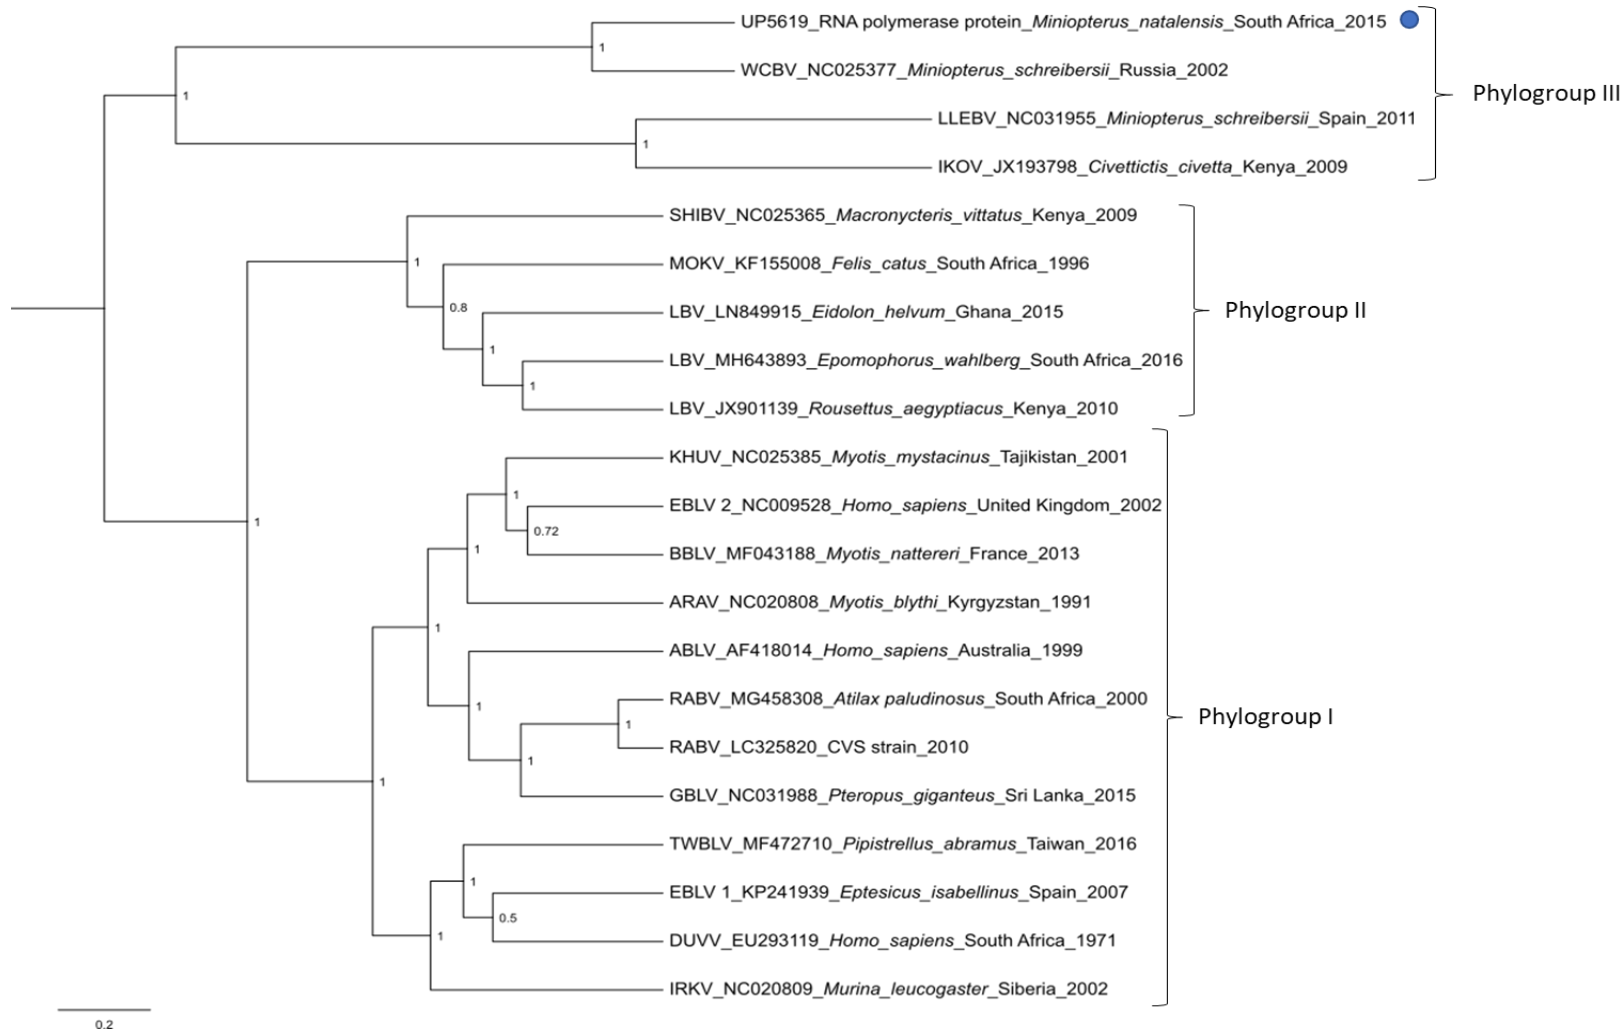 UP5619_RNA polymerase protein_Miniopterus_natalensis_South Africa_2015
1
WCBV_NC025377_Miniopterus_schreibersii_Russia_2002
Phylogroup III
1
LLEBV_NC031955_Miniopterus_schreibersii_Spain_2011
1
IKOV_JX193798_Civettictis_civetta_Kenya_2009
SHIBV_NC025365_Macronycteris_vittatus_Kenya_2009
1
MOKV_KF155008_Felis_catus_South Africa_1996
0.8
LBV_LN849915_Eidolon_helvum_Ghana_2015
Phylogroup II
1
LBV_MH643893_Epomophorus_wahlberg_South Africa_2016
1
LBV_JX901139_Rousettus_aegyptiacus_Kenya_2010
KHUV_NC025385_Myotis_mystacinus_Tajikistan_2001
1
EBLV 2_NC009528_Homo_sapiens_United Kingdom_2002
1
0.72
BBLV_MF043188_Myotis_nattereri_France_2013
1
ARAV_NC020808_Myotis_blythi_Kyrgyzstan_1991
1
ABLV_AF418014_Homo_sapiens_Australia_1999
RABV_MG458308_Atilax paludinosus_South Africa_2000
1
1
Phylogroup I
RABV_LC325820_CVS strain_2010
1
1
GBLV_NC031988_Pteropus_giganteus_Sri Lanka_2015
TWBLV_MF472710_Pipistrellus_abramus_Taiwan_2016
1
EBLV 1_KP241939_Eptesicus_isabellinus_Spain_2007
0.5
1
DUVV_EU293119_Homo_sapiens_South Africa_1971
IRKV_NC020809_Murina_leucogaster_Siberia_2002
0.2